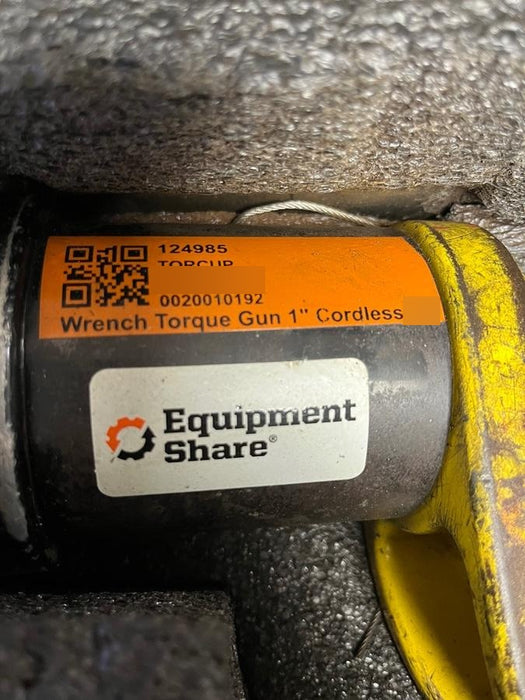 124985
TORCUP
0020010192
Wrench Torque Gun 1" Cordless
Equipment
Share®